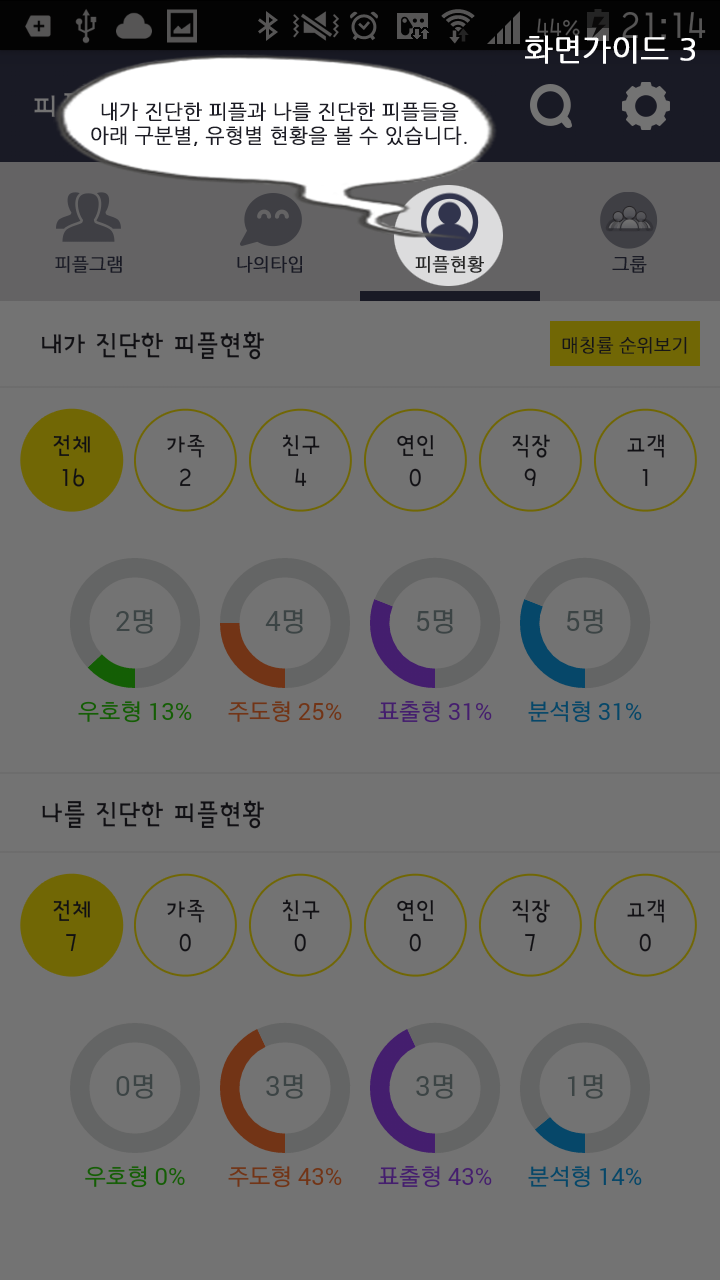 44% 21:14
화면가이드 3
피
내가 진단한 피플과 나를 진단한 피플들을
아래 구분별, 유형별 현황을 볼 수 있습니다.
피플그램 나의타입 피플현황 그룹
내가 진단한 피플현황 매칭률 순위보기
전체 가족 친구 연인 직장 고객
16 2 4 0 9 1
2명 4명 5명 5명
우호형 13% 주도형 25% 표출형 31% 분석형 31%
나를 진단한 피플현황
전체 가족 친구 연인 직장 고객
7 0 0 0 7 0
0명 3명 3명 1명
우호형 0% 주도형 43% 표출형 43% 분석형 14%